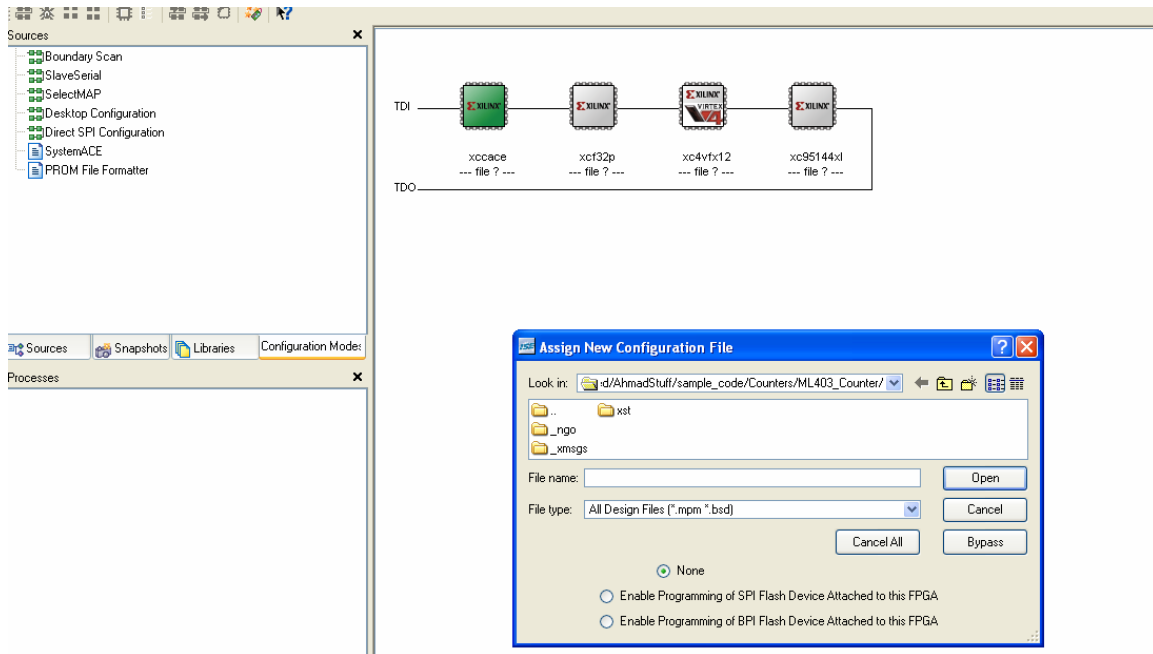 Sources
Boundary Scan
SlaveSerial
SelectMAP
Desktop Configuration
Direct SPI Configuration
SystemACE
PROM File Formatter
Sources Snapshots Libraries Configuration Modes
Processes
TDI
XILINX XILINX XILINX VIRTEX 4 XILINX
xccace xcf32p xc4vfx12 xc95144xl
--- file ? --- --- file ? --- --- file ? --- --- file ? ---
TDO
Assign New Configuration File
Look in: :d/AhmadStuff/sample_code/Counters/ML403_Counter/
.. xst
_ngo
_xmsgs
File name: Open
File type: All Design Files (*.mpm *.bsd) Cancel
Cancel All Bypass
None
Enable Programming of SPI Flash Device Attached to this FPGA
Enable Programming of BPI Flash Device Attached to this FPGA